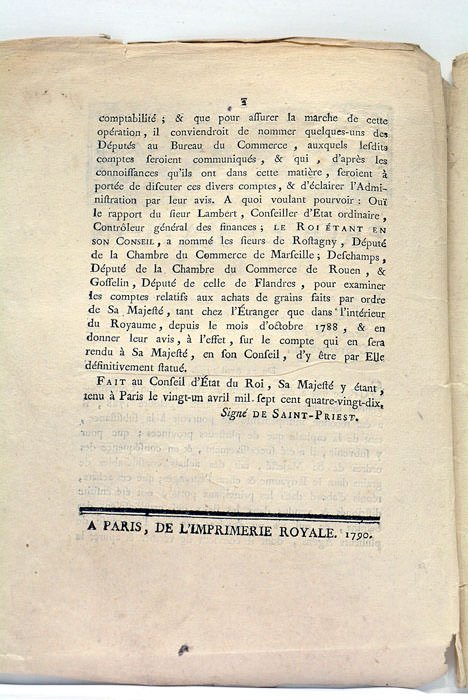 2
comptabilité ; & que pour aſſurer la marche de cette
opération, il conviendroit de nommer quelques-uns des
Députés au Bureau du Commerce, auxquels leſdits
comptes ſeroient communiqués, & qui, d'après les
connoiſſances qu'ils ont dans cette matière, ſeroient à
portée de diſcuter ces divers comptes, & d'éclairer l'Admi-
niſtration par leur avis. A quoi voulant pourvoir : Ouï
le rapport du ſieur Lambert, Conſeiller d'Etat ordinaire,
Contrôleur général des finances; LE ROI ÉTANT EN
SON CONSEIL, a nommé les ſieurs de Roſtagny, Député
de la Chambre du Commerce de Marſeille; Deſchamps,
Député de la Chambre du Commerce de Rouen, &
Goſſelin, Député de celle de Flandres, pour examiner
les comptes relatifs aux achats de grains faits par ordre
de Sa Majeſté, tant chez l'Étranger que dans l'intérieur
du Royaume, depuis le mois d'octobre 1788, & en
donner leur avis, à l'effet, ſur le compte qui en ſera
rendu à Sa Majeſté, en ſon Conſeil, d'y être par Elle
définitivement ſtatué.
FAIT au Conſeil d'État du Roi, Sa Majeſté y étant,
tenu à Paris le vingt-un avril mil. ſept cent quatre-vingt-dix.
Signé DE SAINT-PRIEST.
A PARIS, DE L'IMPRIMERIE ROYALE. 1790.